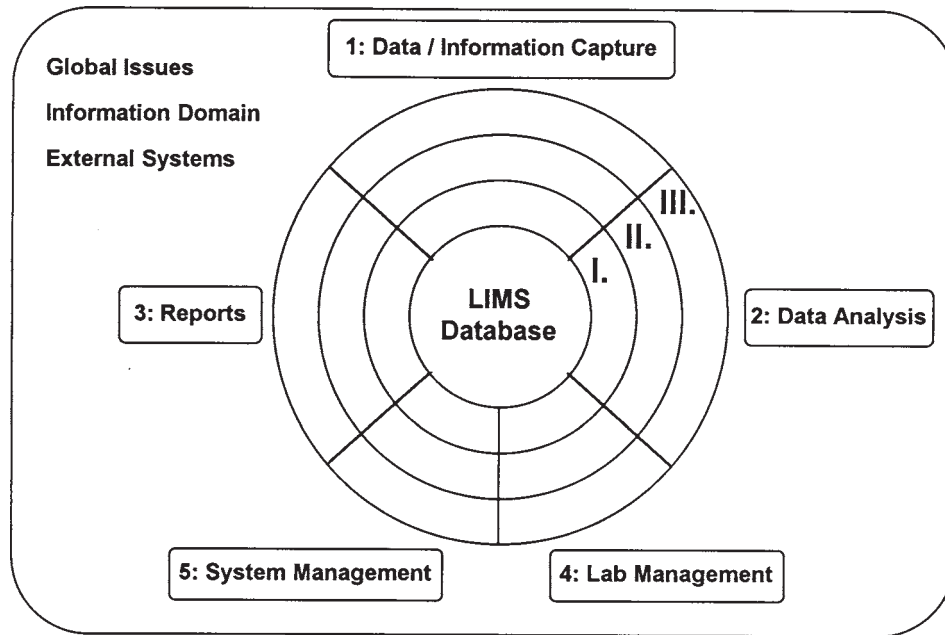 1: Data / Information Capture
Global Issues
Information Domain
External Systems
III.
II.
I.
LIMS
Database
3: Reports
2: Data Analysis
5: System Management
4: Lab Management